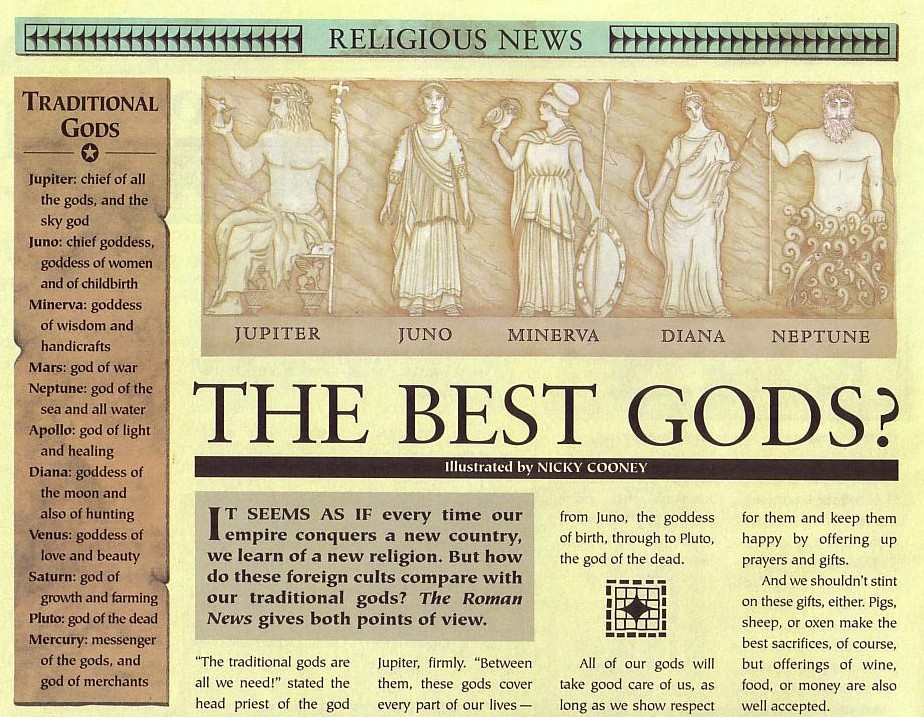 RELIGIOUS NEWS
TRADITIONAL
GODS
Jupiter: chief of all
the gods, and the
sky god
Juno: chief goddess,
goddess of women
and of childbirth
Minerva: goddess
of wisdom and
handicrafts
Mars: god of war
Neptune: god of the
sea and all water
Apollo: god of light
and healing
Diana: goddess of
the moon and
also of hunting
Venus: goddess of
love and beauty
Saturn: god of
growth and farming
Pluto: god of the dead
Mercury: messenger
of the gods, and
god of merchants
JUPITER
JUNO
MINERVA
DIANA
NEPTUNE
THE BEST GODS?
Illustrated by NICKY COONEY
IT SEEMS AS IF every time our
empire conquers a new country,
we learn of a new religion. But how
do these foreign cults compare with
our traditional gods? The Roman
News gives both points of view.
“The traditional gods are
all we need!” stated the
head priest of the god
Jupiter, firmly. “Between
them, these gods cover
every part of our lives—
from Juno, the goddess
of birth, through to Pluto,
the god of the dead.
All of our gods will
take good care of us, as
long as we show respect
for them and keep them
happy by offering up
prayers and gifts.
And we shouldn't stint
on these gifts, either. Pigs,
sheep, or oxen make the
best sacrifices, of course,
but offerings of wine,
food, or money are also
well accepted.